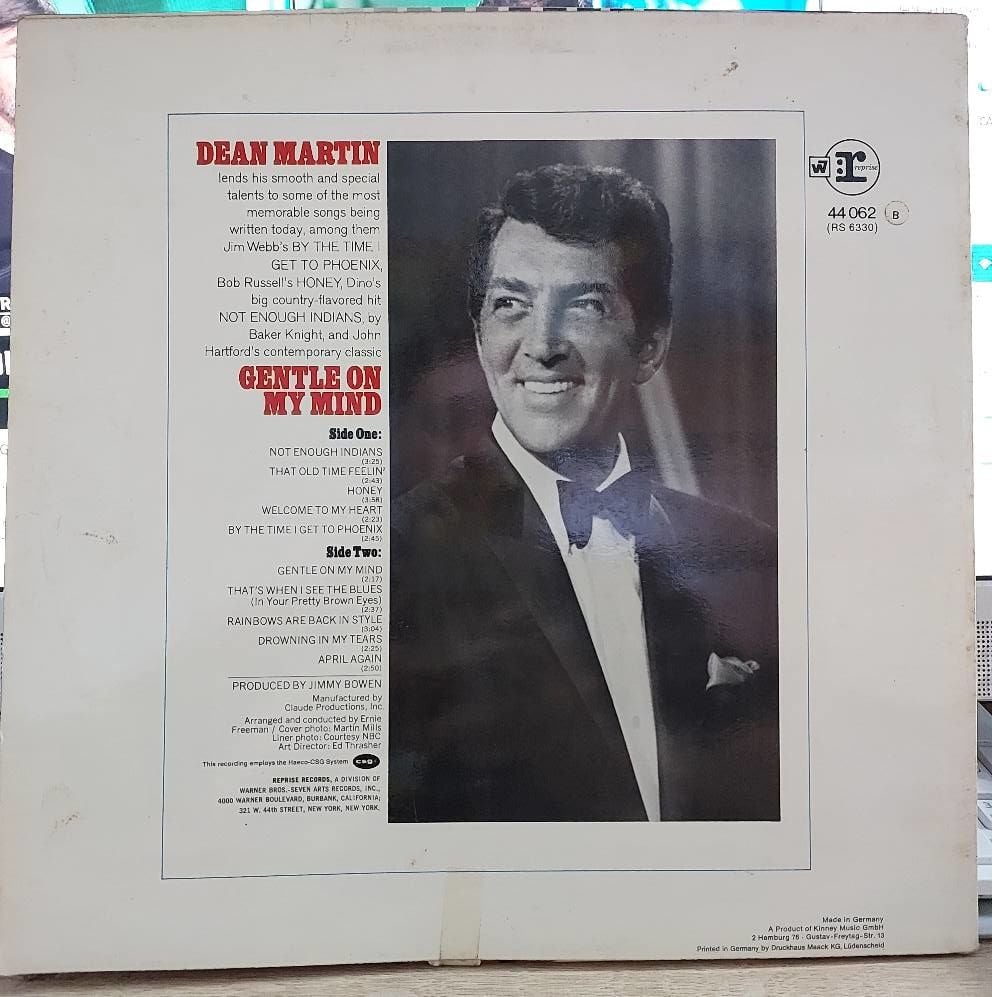 DEAN MARTIN
lends his smooth and special
talents to some of the most
memorable songs being
written today, among them
Jim Webb's BY THE TIME I
GET TO PHOENIX,
Bob Russell's HONEY, Dino's
big country-flavored hit
NOT ENOUGH INDIANS, by
Baker Knight, and John
Hartford's contemporary classic
GENTLE ON
MY MIND
Side One:
NOT ENOUGH INDIANS
(3:25)
THAT OLD TIME FEELIN'
(2:43)
HONEY
(3:58)
WELCOME TO MY HEART
(2:23)
BY THE TIME I GET TO PHOENIX
(2:45)
Side Two:
GENTLE ON MY MIND
(2:17)
THAT'S WHEN I SEE THE BLUES
(In Your Pretty Brown Eyes)
(2:37)
RAINBOWS ARE BACK IN STYLE
(3:04)
DROWNING IN MY TEARS
(2:25)
APRIL AGAIN
(2:50)
PRODUCED BY JIMMY BOWEN
Manufactured by
Claude Productions, Inc.
Arranged and conducted by Ernie
Freeman / Cover photo: Martin Mills
Liner photo: Courtesy NBC
Art Director: Ed Thrasher
This recording employs the Haeco-CSG System CSG
REPRISE RECORDS, A DIVISION OF
WARNER BROS.-SEVEN ARTS RECORDS, INC.,
4000 WARNER BOULEVARD, BURBANK, CALIFORNIA;
321 W. 44th STREET, NEW YORK, NEW YORK.
W7 r: reprise
44 062 B
(RS 6330)
Made in Germany
A Product of Kinney Music GmbH
2 Hamburg 76 · Gustav-Freytag-Str. 13
Printed in Germany by Druckhaus Maack KG, Lüdenscheid